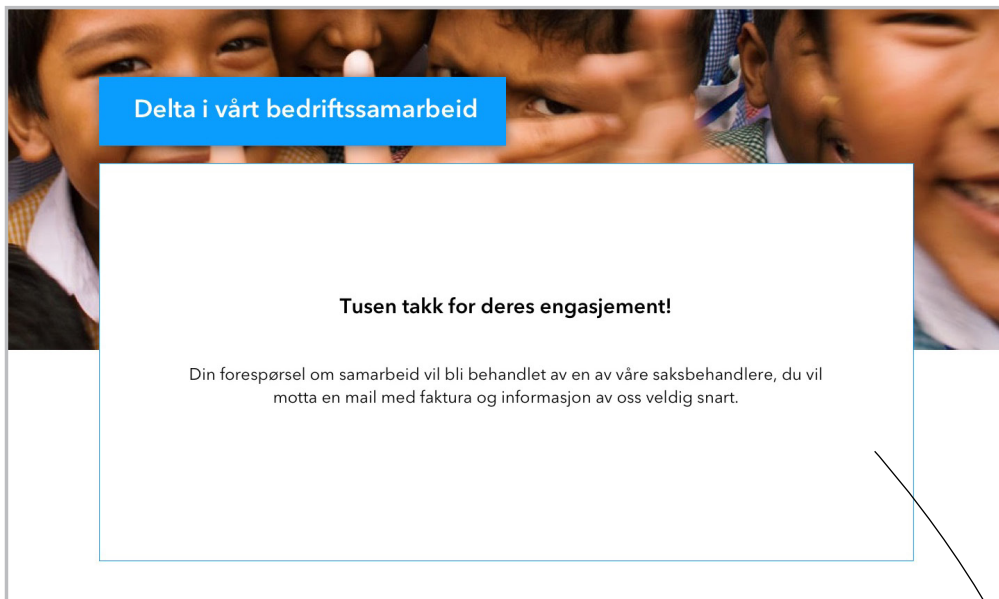 Delta i vårt bedriftssamarbeid
Tusen takk for deres engasjement!
Din forespørsel om samarbeid vil bli behandlet av en av våre saksbehandlere, du vil
motta en mail med faktura og informasjon av oss veldig snart.